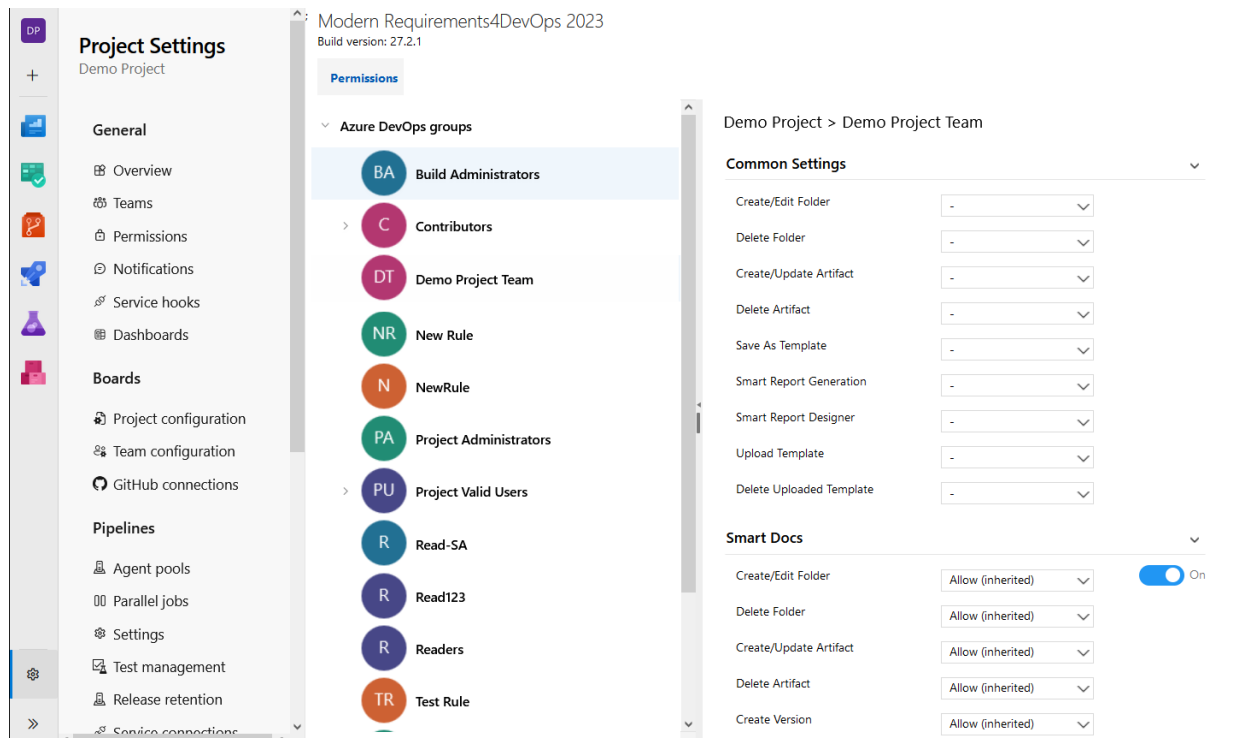 DP
Project Settings
Demo Project
General
Overview
Teams
Permissions
Notifications
Service hooks
Dashboards
Boards
Project configuration
Team configuration
GitHub connections
Pipelines
Agent pools
Parallel jobs
Settings
Test management
Release retention
Service connections
Modern Requirements4DevOps 2023
Build version: 27.2.1
Permissions
Azure DevOps groups
BA Build Administrators
C Contributors
DT Demo Project Team
NR New Rule
N NewRule
PA Project Administrators
PU Project Valid Users
R Read-SA
R Read123
R Readers
TR Test Rule
Demo Project > Demo Project Team
Common Settings
Create/Edit Folder -
Delete Folder -
Create/Update Artifact -
Delete Artifact -
Save As Template -
Smart Report Generation -
Smart Report Designer -
Upload Template -
Delete Uploaded Template -
Smart Docs
Create/Edit Folder Allow (inherited) On
Delete Folder Allow (inherited)
Create/Update Artifact Allow (inherited)
Delete Artifact Allow (inherited)
Create Version Allow (inherited)